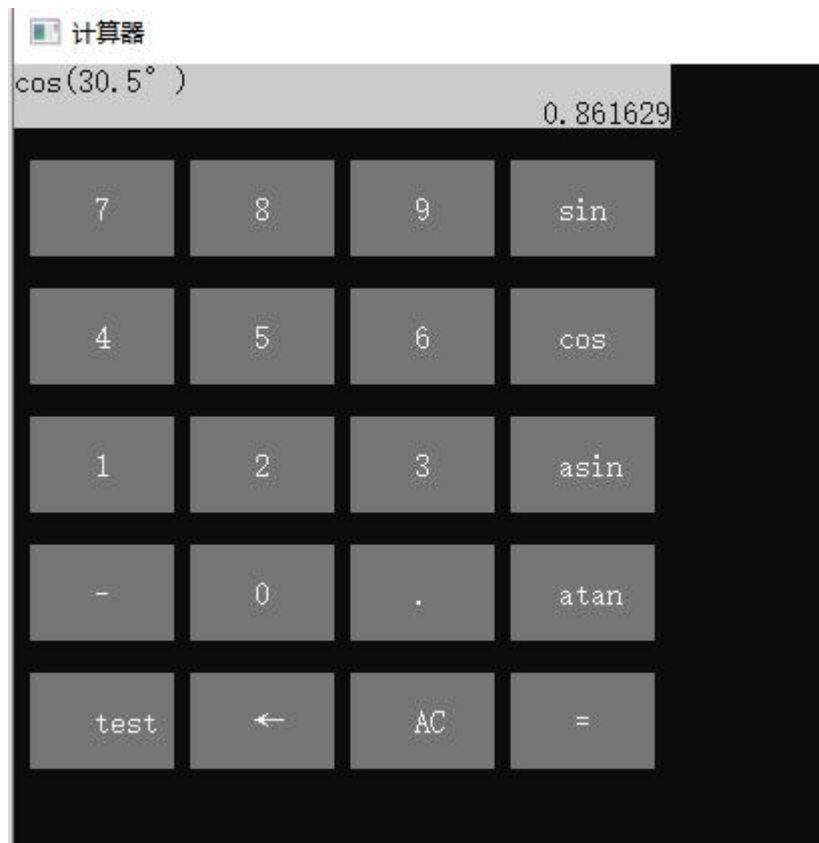 计算器
cos(30.5°)
0.861629
7 8 9 sin
4 5 6 cos
1 2 3 asin
- 0 . atan
test ← AC =